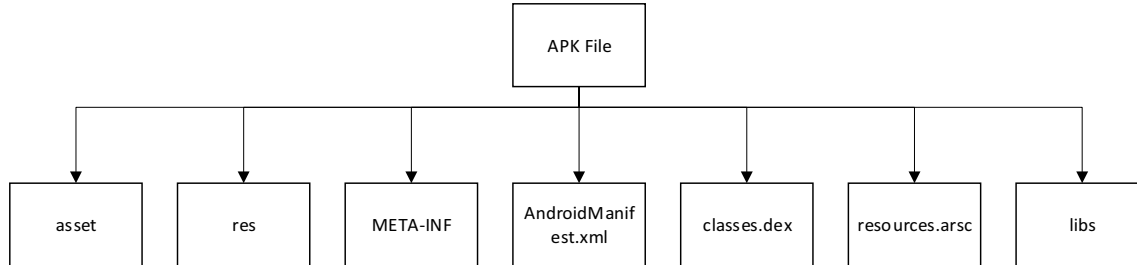 APK File
asset
res
META-INF
AndroidManif
est.xml
classes.dex
resources.arsc
libs